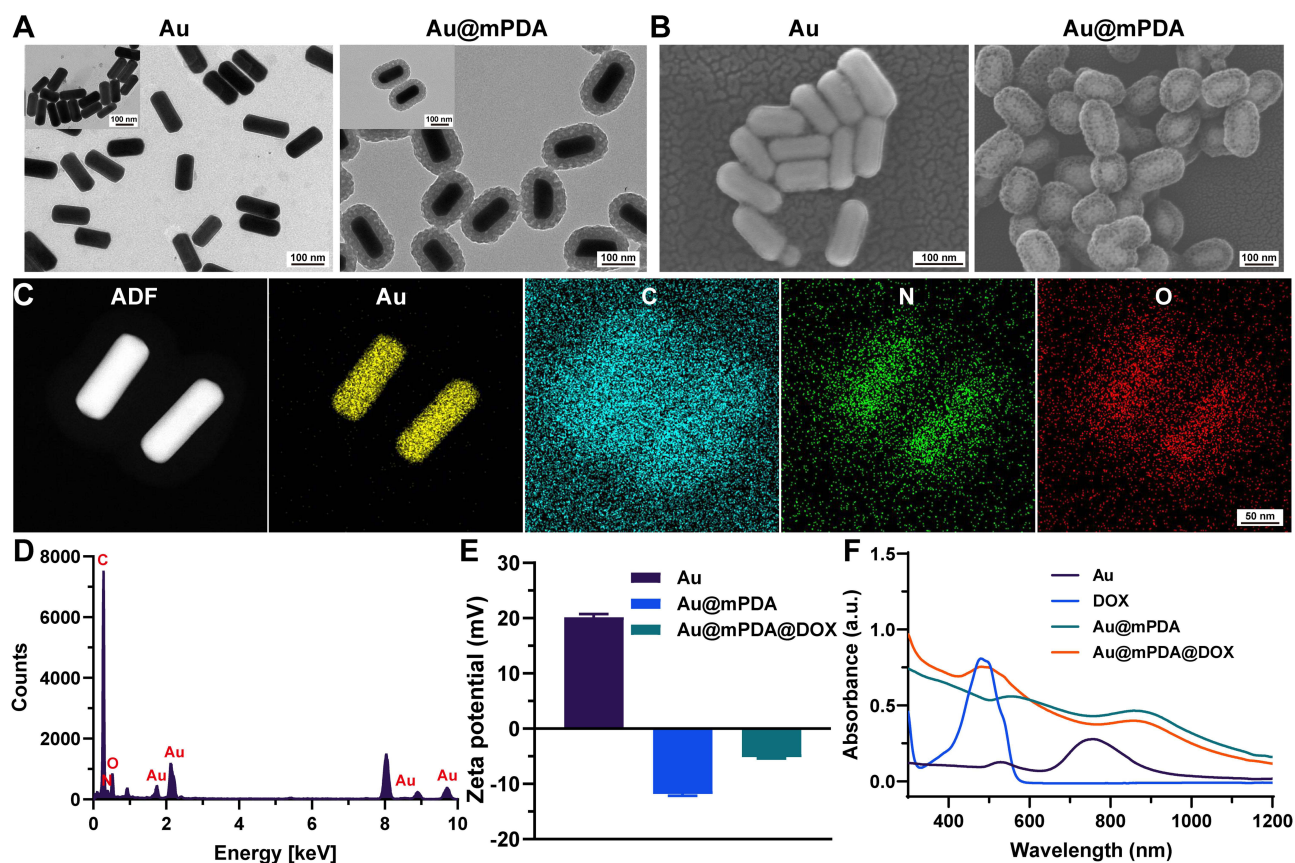 A
Au
Au@mPDA
B
Au
Au@mPDA
100 nm
100 nm
100 nm
100 nm
100 nm
100 nm
C
ADF
Au
C
N
O
50 nm
D
8000
6000
4000
2000
0
Counts
C
N
O
Au
Au
Au
Au
0
2
4
6
8
10
Energy [keV]
E
30
20
10
0
-10
-20
Zeta potential (mV)
Au
Au@mPDA
Au@mPDA@DOX
F
1.5
1.0
0.5
0.0
Absorbance (a.u.)
Au
DOX
Au@mPDA
Au@mPDA@DOX
400
600
800
1000
1200
Wavelength (nm)